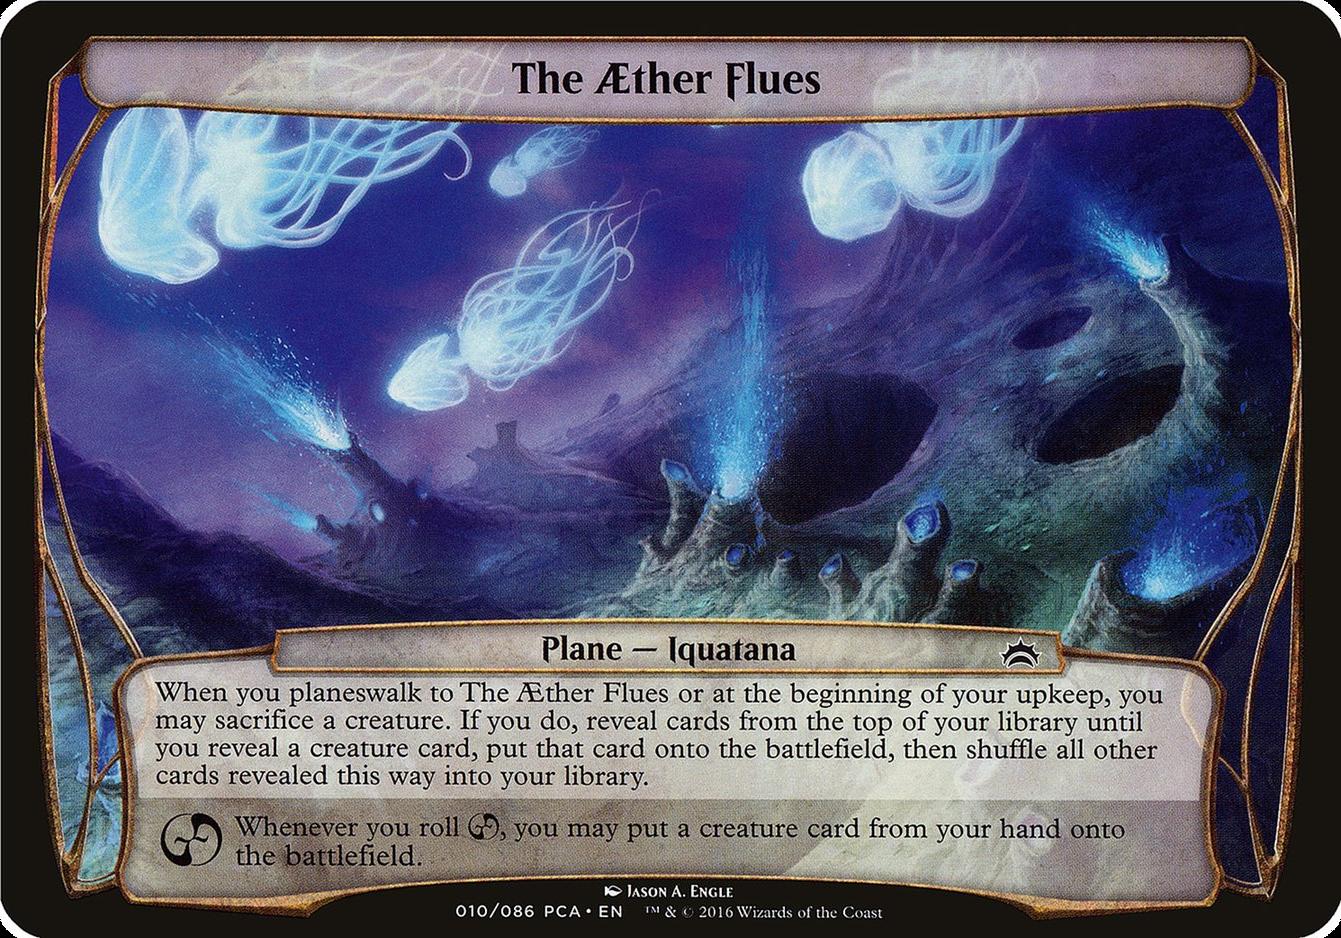 The Æther Flues
Plane — Iquatana
When you planeswalk to The Æther Flues or at the beginning of your upkeep, you
may sacrifice a creature. If you do, reveal cards from the top of your library until
you reveal a creature card, put that card onto the battlefield, then shuffle all other
cards revealed this way into your library.
Whenever you roll , you may put a creature card from your hand onto
the battlefield.
Jason A. Engle
010/086 PCA • EN ™ & © 2016 Wizards of the Coast